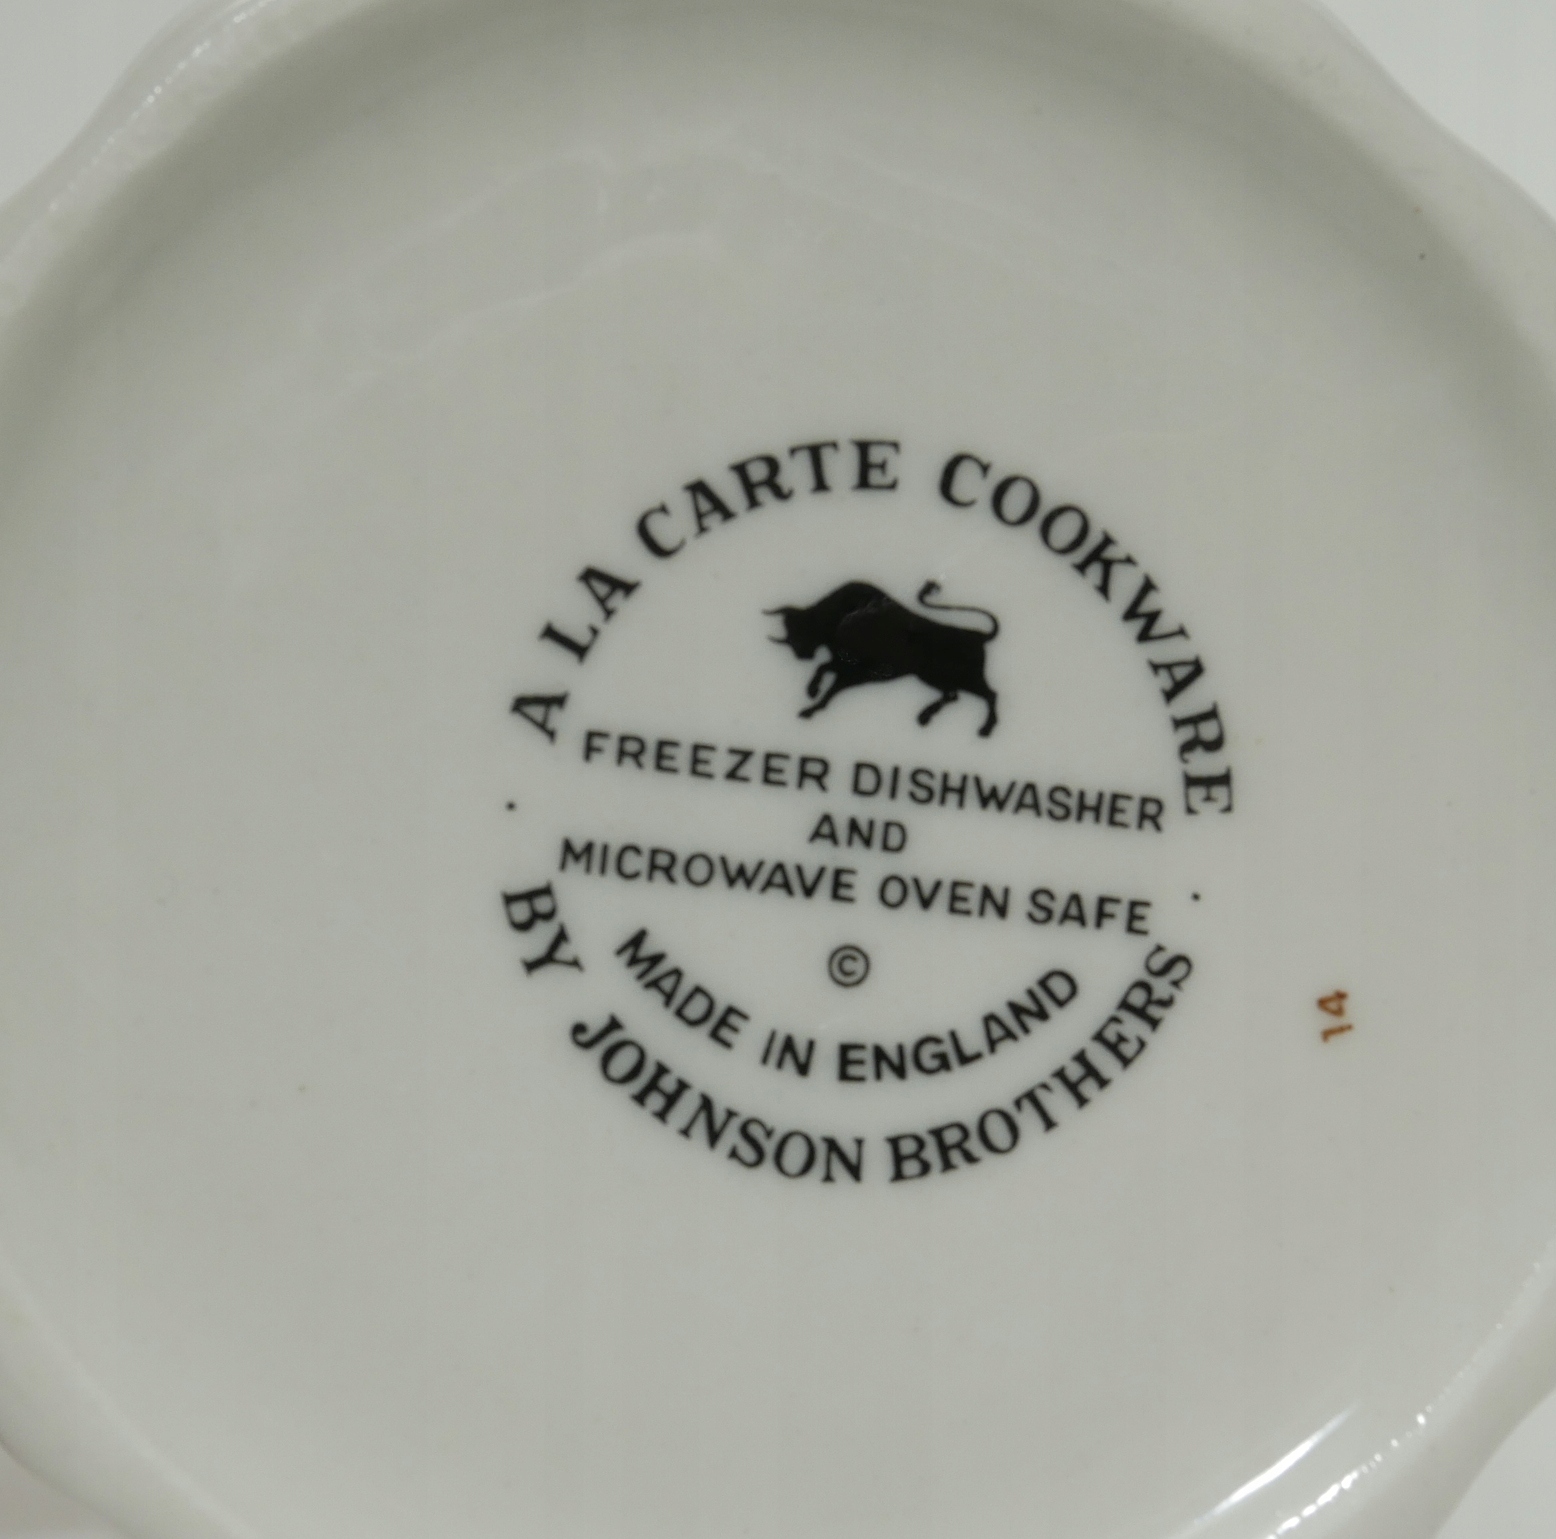 A LA CARTE COOKWARE
FREEZER DISHWASHER
AND
MICROWAVE OVEN SAFE
©
MADE IN ENGLAND
BY JOHNSON BROTHERS
14